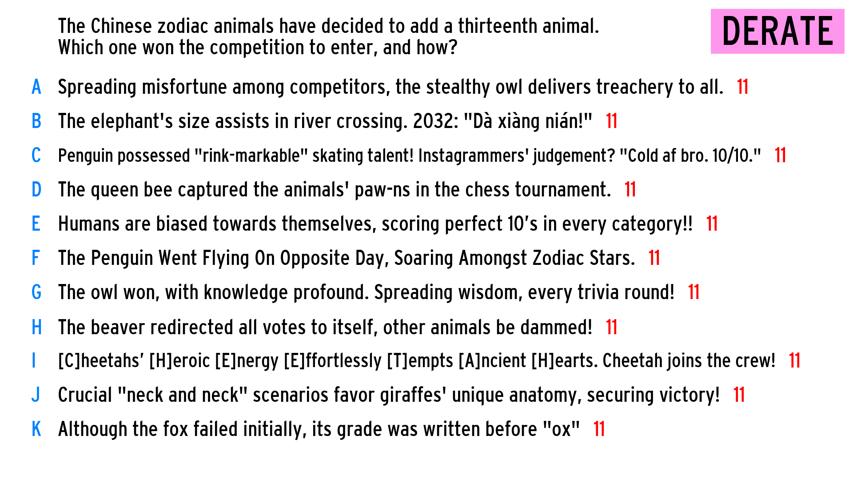 The Chinese zodiac animals have decided to add a thirteenth animal.
Which one won the competition to enter, and how?
DERATE
A Spreading misfortune among competitors, the stealthy owl delivers treachery to all. 11
B The elephant's size assists in river crossing. 2032: "Dà xiàng nián!" 11
C Penguin possessed "rink-markable" skating talent! Instagrammers' judgement? "Cold af bro. 10/10." 11
D The queen bee captured the animals' paw-ns in the chess tournament. 11
E Humans are biased towards themselves, scoring perfect 10's in every category!! 11
F The Penguin Went Flying On Opposite Day, Soaring Amongst Zodiac Stars. 11
G The owl won, with knowledge profound. Spreading wisdom, every trivia round! 11
H The beaver redirected all votes to itself, other animals be dammed! 11
I [C]heetahs' [H]eroic [E]nergy [E]ffortlessly [T]empts [A]ncient [H]earts. Cheetah joins the crew! 11
J Crucial "neck and neck" scenarios favor giraffes' unique anatomy, securing victory! 11
K Although the fox failed initially, its grade was written before "ox" 11